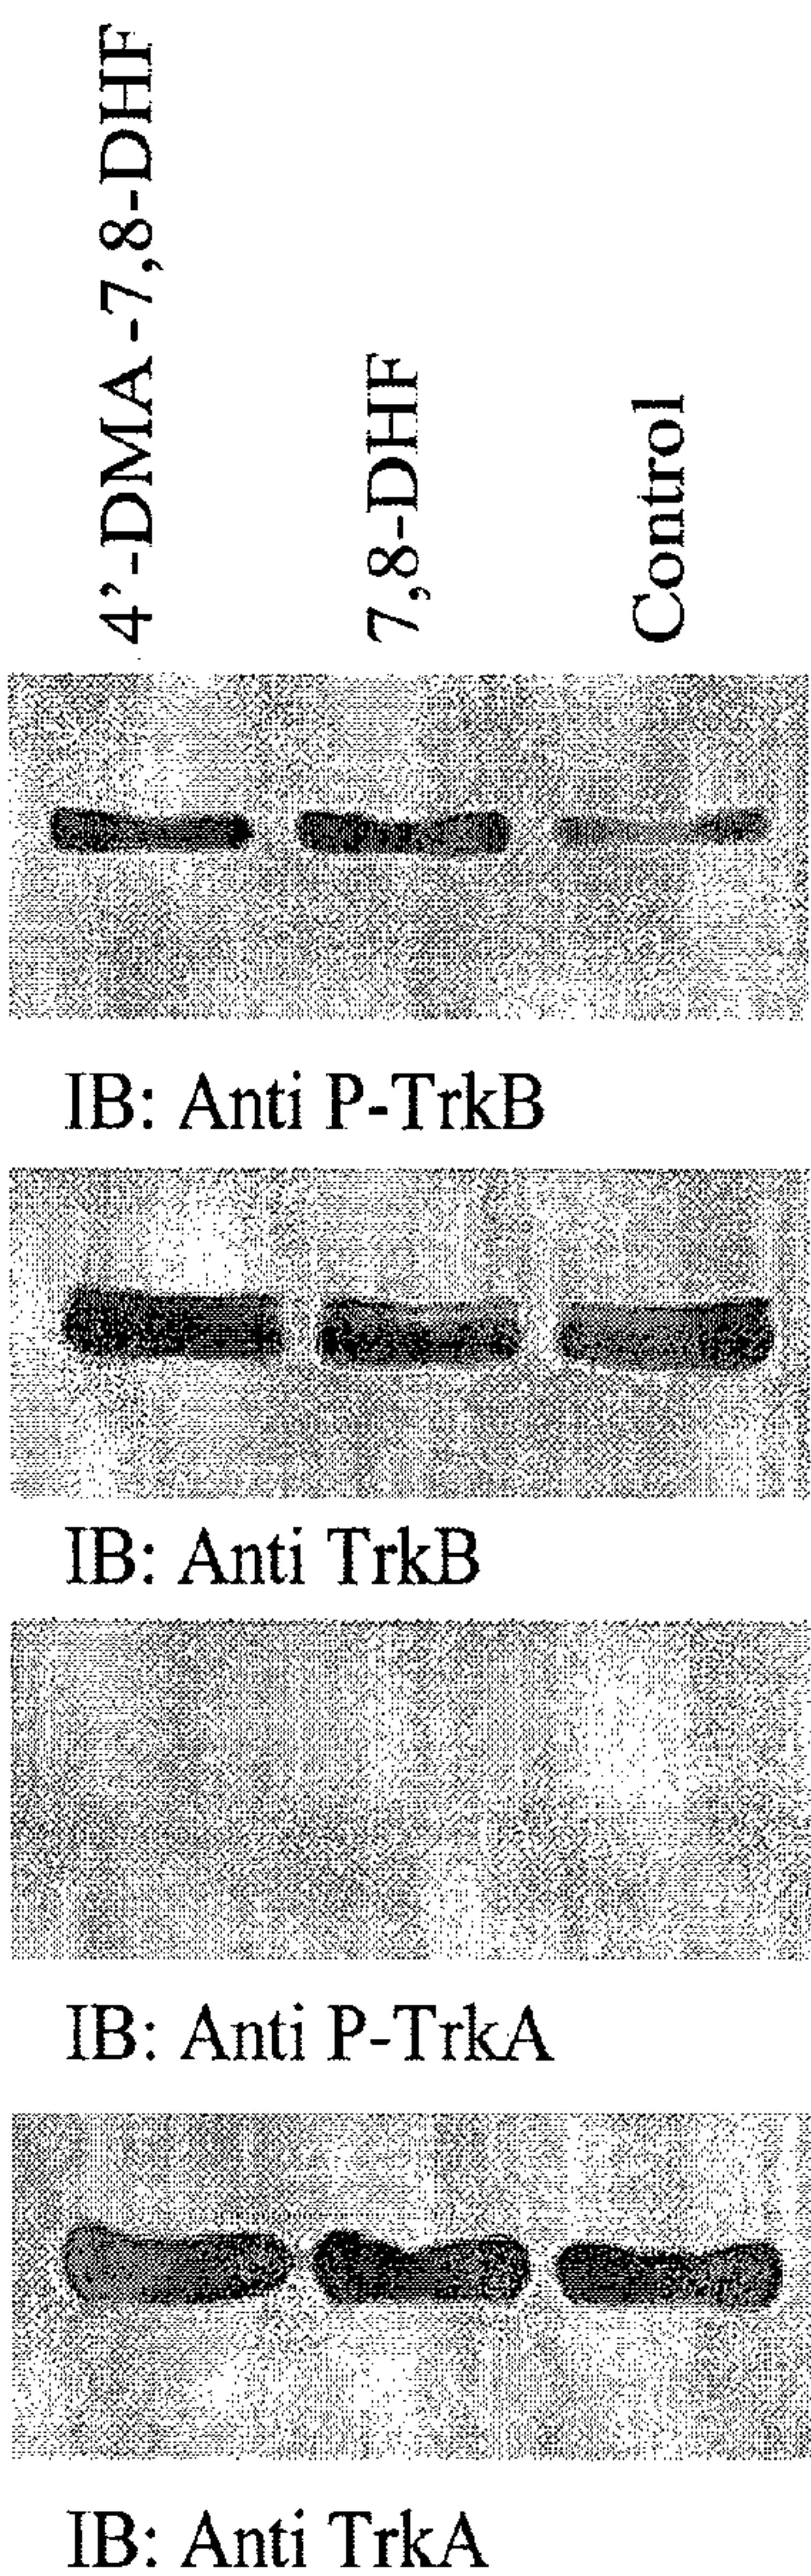 4’-DMA-7,8-DHF
7,8-DHF
Control
IB: Anti P-TrkB
IB: Anti TrkB
IB: Anti P-TrkA
IB: Anti TrkA